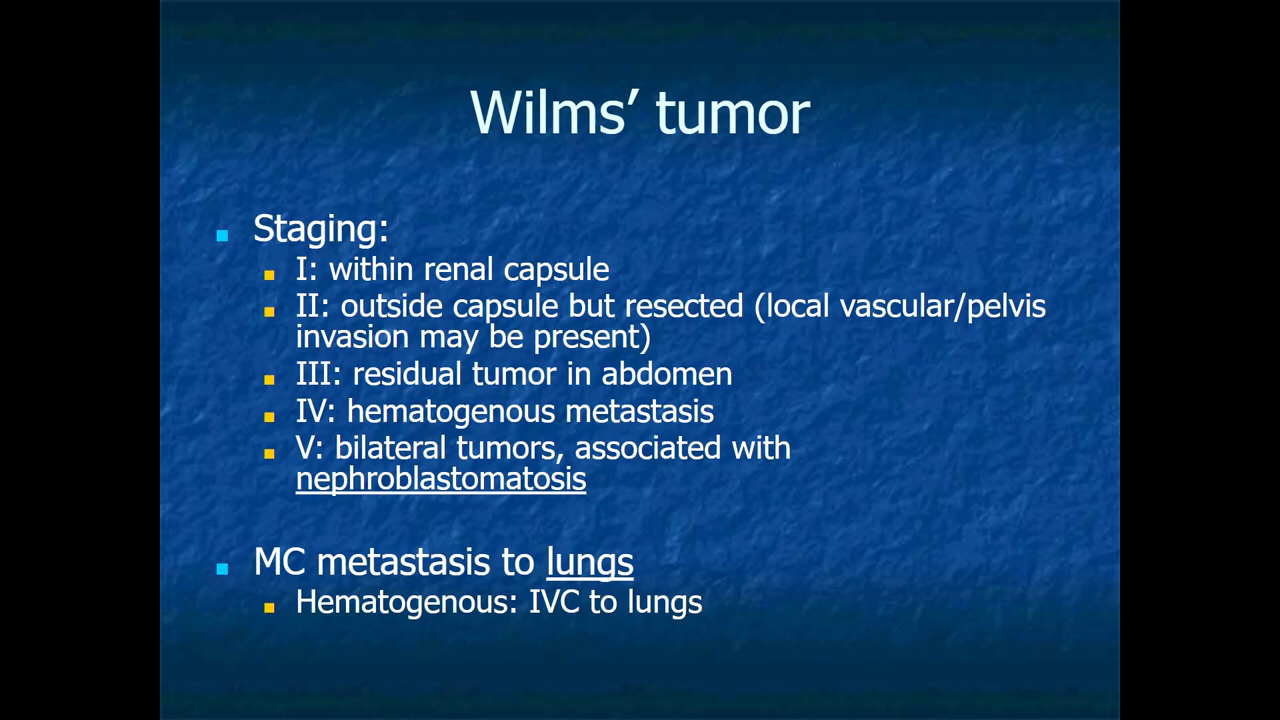 Wilms’ tumor
Staging:
I: within renal capsule
II: outside capsule but resected (local vascular/pelvis
invasion may be present)
III: residual tumor in abdomen
IV: hematogenous metastasis
V: bilateral tumors, associated with
nephroblastomatosis
MC metastasis to lungs
Hematogenous: IVC to lungs